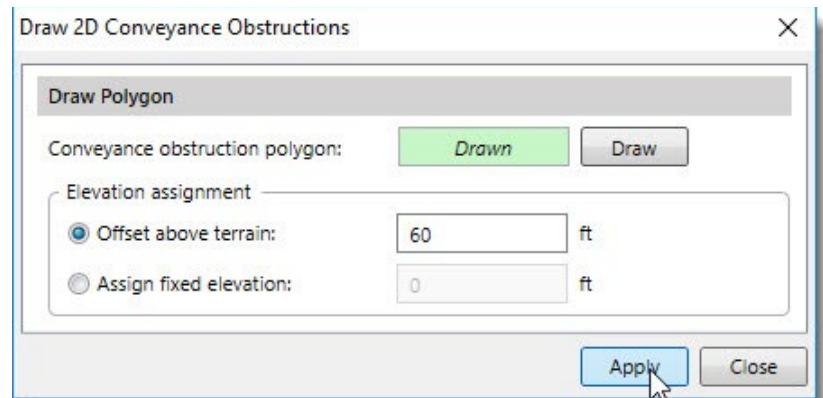 Draw 2D Conveyance Obstructions
Draw Polygon
Conveyance obstruction polygon: Drawn Draw
Elevation assignment
Offset above terrain: 60 ft
Assign fixed elevation: 0 ft
Apply Close